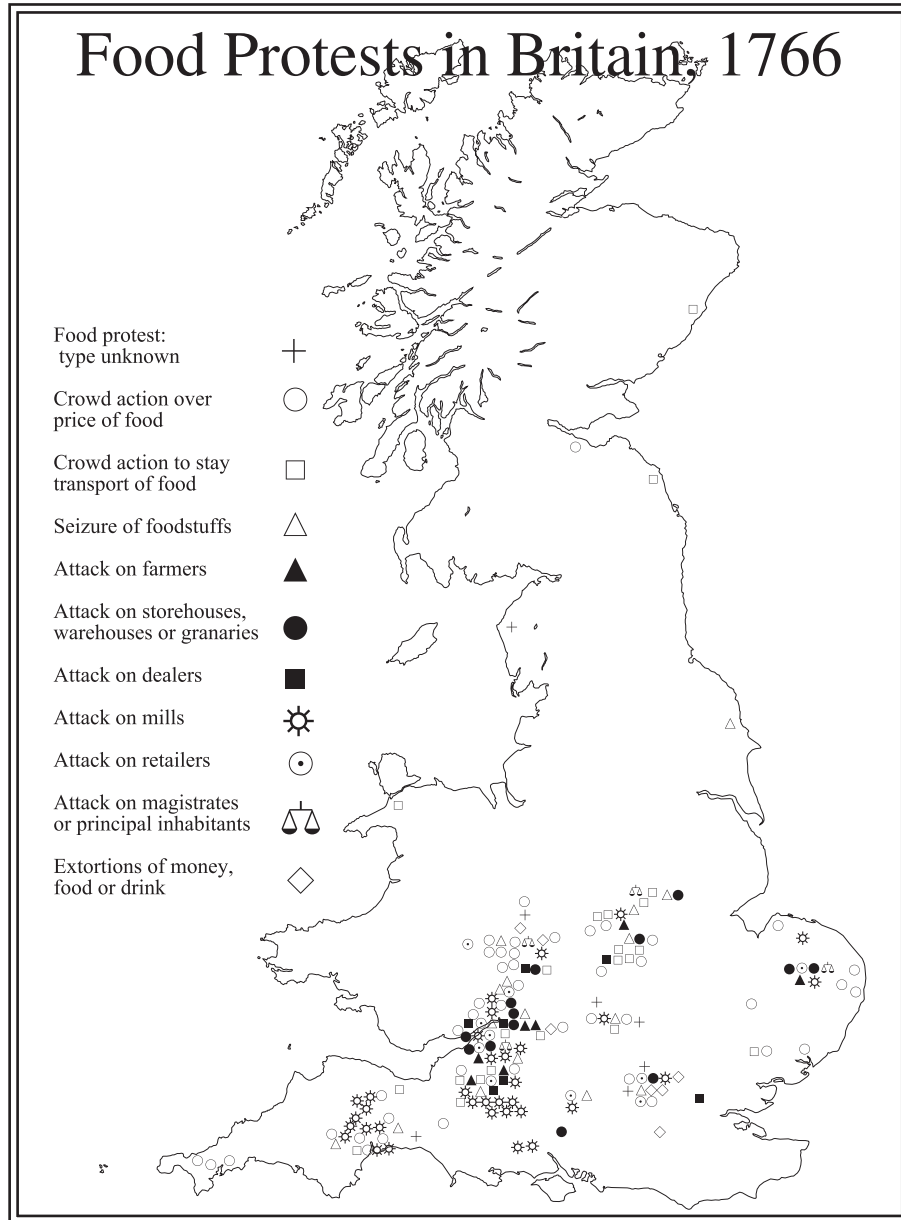 Food Protests in Britain, 1766
Food protest:
type unknown
Crowd action over
price of food
Crowd action to stay
transport of food
Seizure of foodstuffs
Attack on farmers
Attack on storehouses,
warehouses or granaries
Attack on dealers
Attack on mills
Attack on retailers
Attack on magistrates
or principal inhabitants
Extortions of money,
food or drink